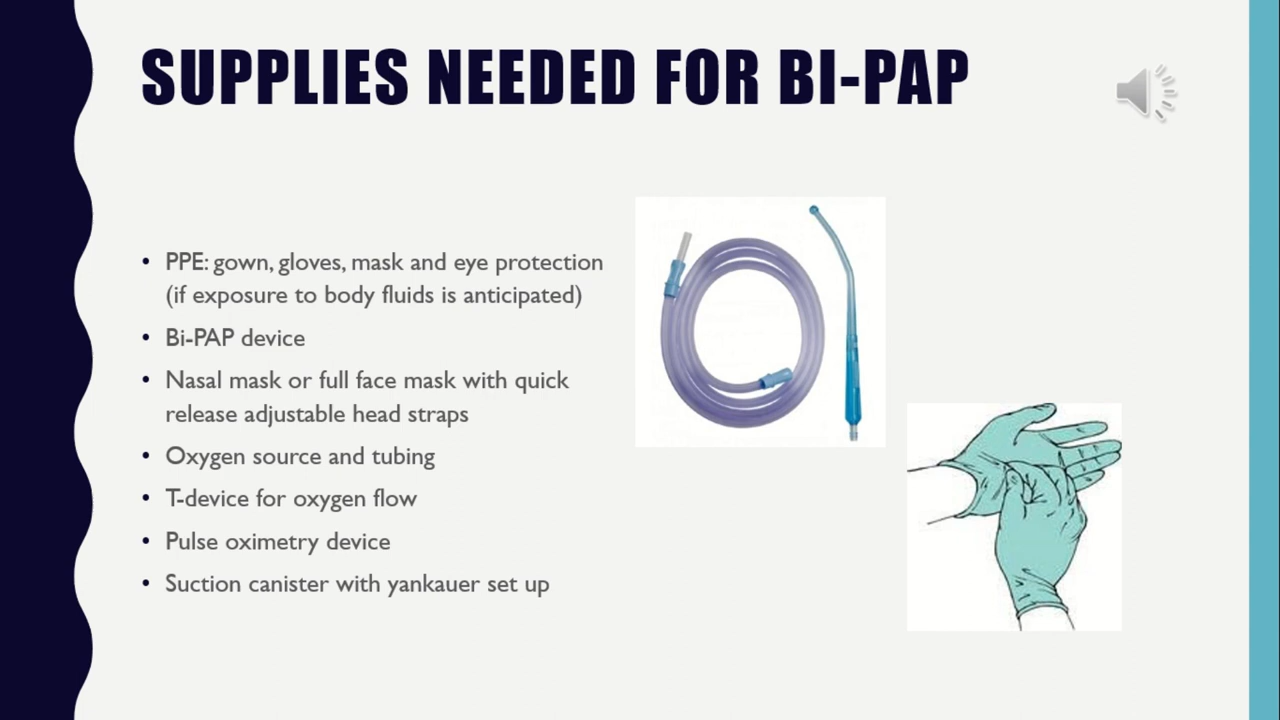 SUPPLIES NEEDED FOR BI-PAP
• PPE: gown, gloves, mask and eye protection
(if exposure to body fluids is anticipated)
• Bi-PAP device
• Nasal mask or full face mask with quick
release adjustable head straps
• Oxygen source and tubing
• T-device for oxygen flow
• Pulse oximetry device
• Suction canister with yankauer set up